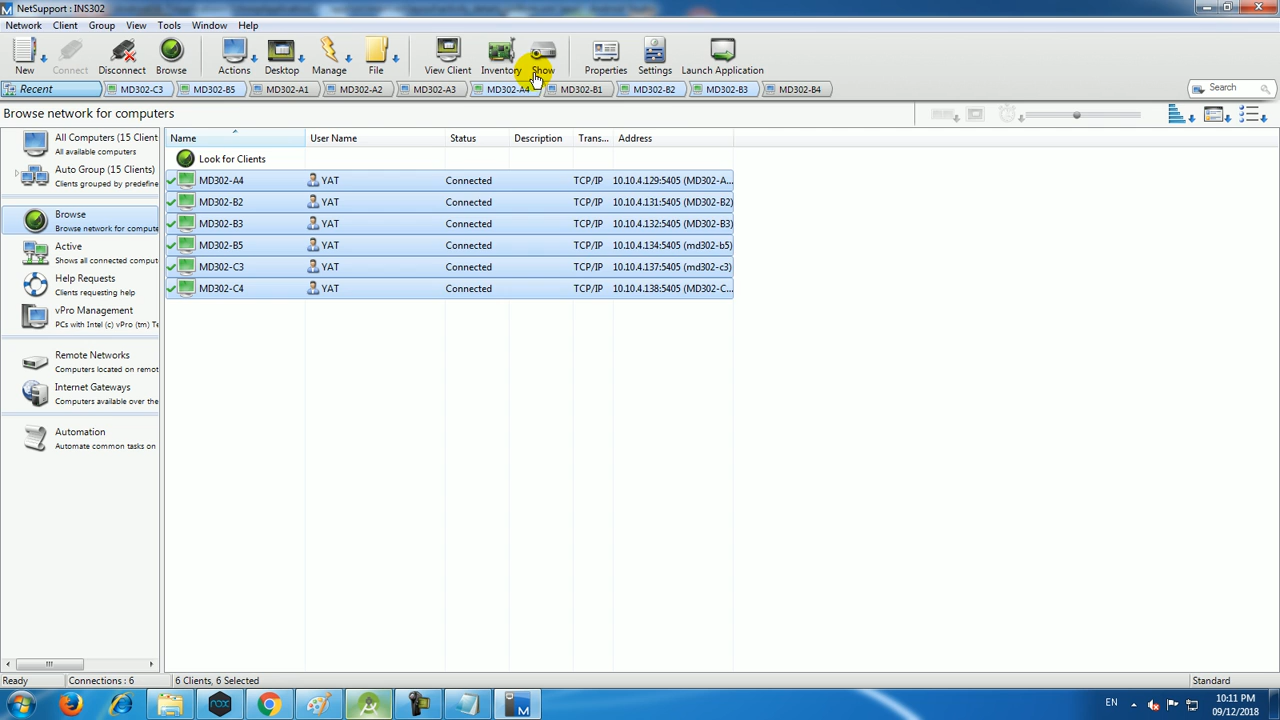 NetSupport : INS302
Network Client Group View Tools Window Help
New Connect Disconnect Browse Actions Desktop Manage File View Client Inventory Show Properties Settings Launch Application
Recent MD302-C3 MD302-B5 MD302-A1 MD302-A2 MD302-A3 MD302-A4 MD302-B1 MD302-B2 MD302-B3 MD302-B4 Search
Browse network for computers
All Computers (15 Client
All available computers
Auto Group (15 Clients)
Clients grouped by predefine
Browse
Browse network for compute
Active
Shows all connected comput
Help Requests
Clients requesting help
vPro Management
PCs with Intel (c) vPro (tm) Te
Remote Networks
Computers located on remot
Internet Gateways
Computers available over the
Automation
Automate common tasks on
Name User Name Status Description Trans... Address
Look for Clients
MD302-A4 YAT Connected TCP/IP 10.10.4.129:5405 (MD302-A...
MD302-B2 YAT Connected TCP/IP 10.10.4.131:5405 (MD302-B2)
MD302-B3 YAT Connected TCP/IP 10.10.4.132:5405 (MD302-B3)
MD302-B5 YAT Connected TCP/IP 10.10.4.134:5405 (md302-b5)
MD302-C3 YAT Connected TCP/IP 10.10.4.137:5405 (md302-c3)
MD302-C4 YAT Connected TCP/IP 10.10.4.138:5405 (MD302-C...
Ready Connections : 6 6 Clients, 6 Selected Standard
nox EN 10:11 PM
09/12/2018